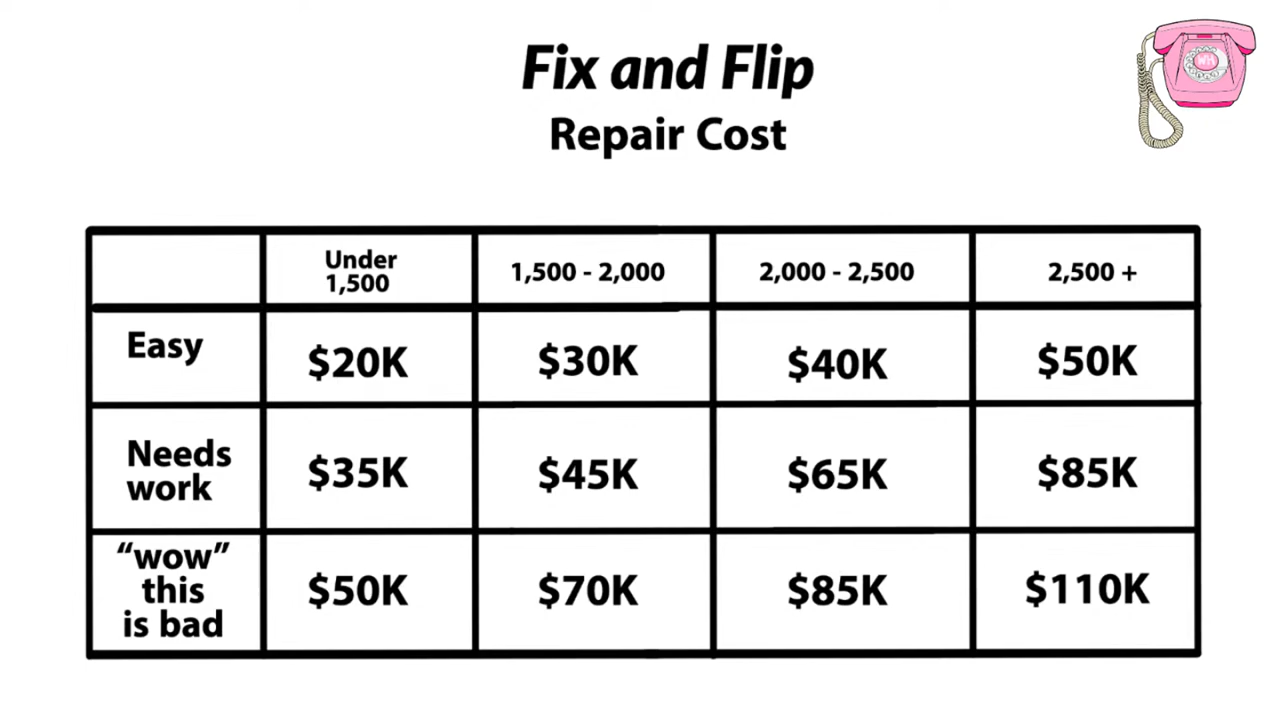 Fix and Flip
Repair Cost
WH
Under
1,500
1,500 - 2,000
2,000 - 2,500
2,500 +
Easy
$20K
$30K
$40K
$50K
Needs
work
$35K
$45K
$65K
$85K
“wow”
this
is bad
$50K
$70K
$85K
$110K